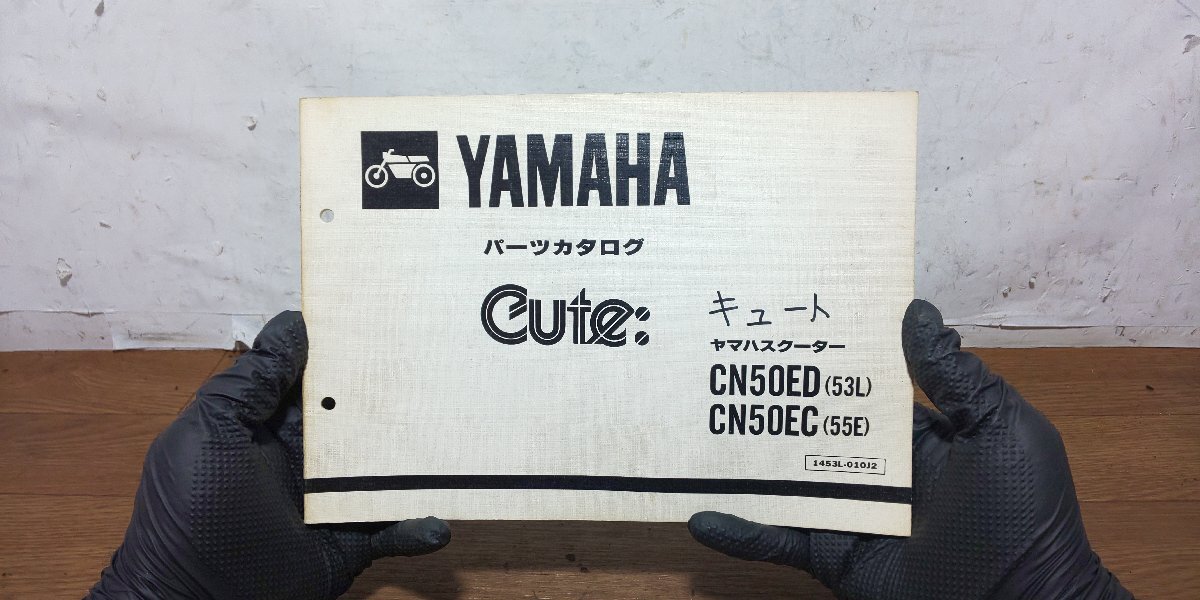 YAMAHA
パーツカタログ
Cute:
キュート
ヤマハスクーター
CN50ED (53L)
CN50EC (55E)
1453L-010J2